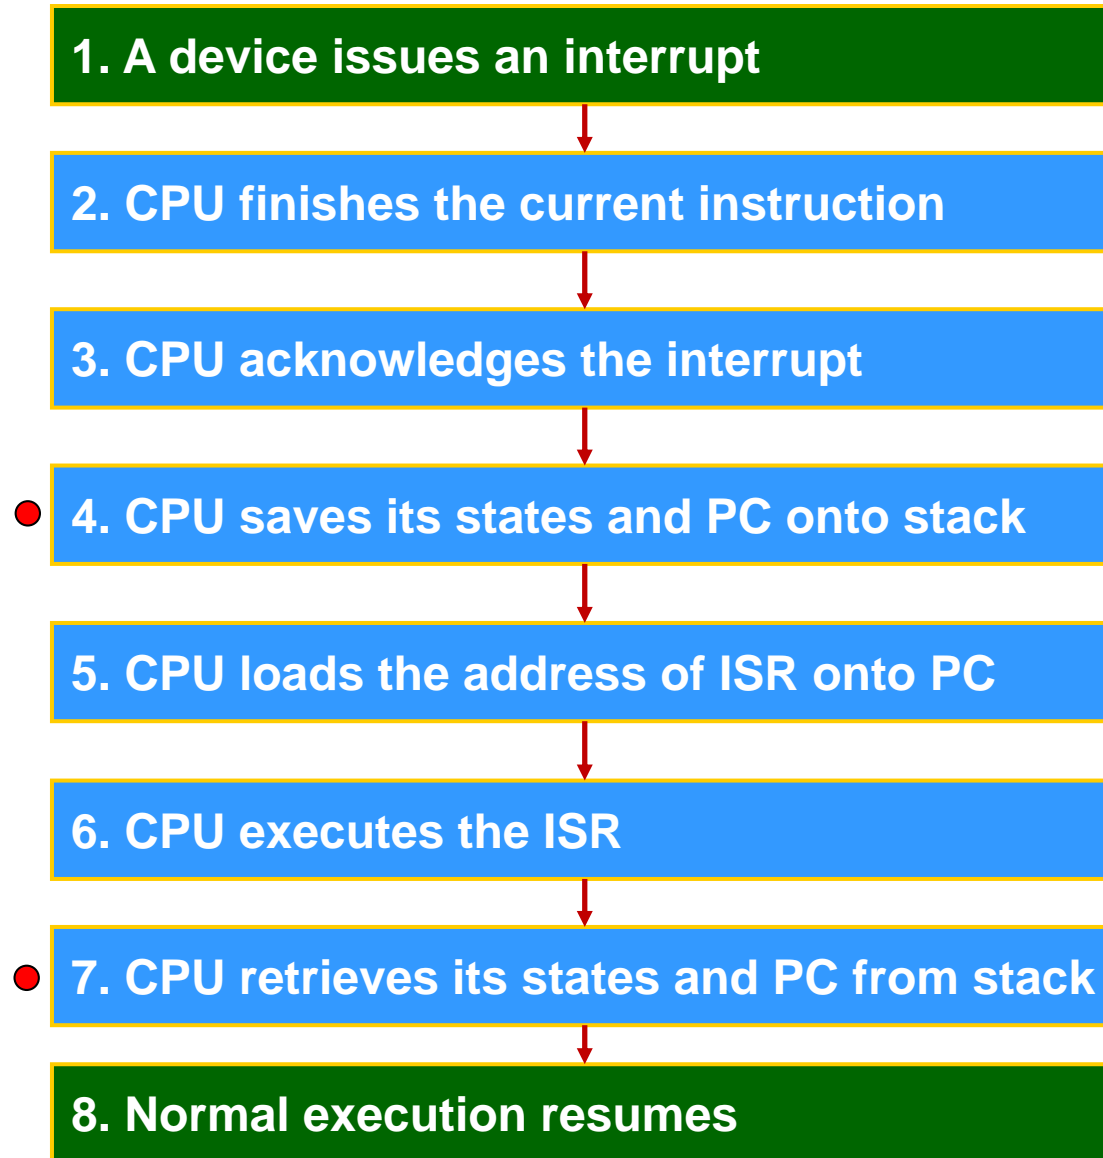 1. A device issues an interrupt
2. CPU finishes the current instruction
3. CPU acknowledges the interrupt
4. CPU saves its states and PC onto stack
5. CPU loads the address of ISR onto PC
6. CPU executes the ISR
7. CPU retrieves its states and PC from stack
8. Normal execution resumes